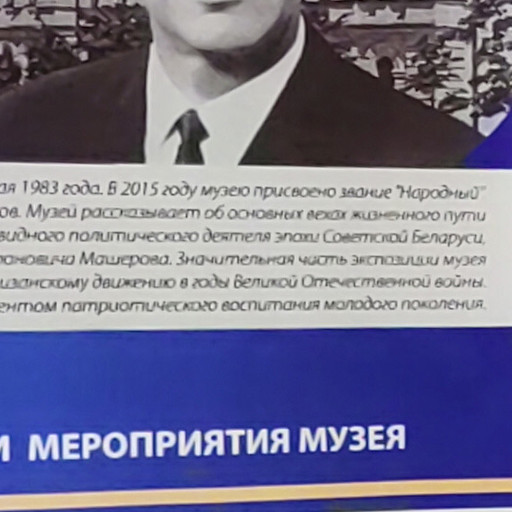 ая 1983 года. В 2015 году музею присвоено звание "Народный"
ов. Музей рассказывает об основных вехах жизненного пути
видного политического деятеля эпохи Советской Беларуси,
роновича Машерова. Значительная часть экспозиции музея
изанскому движению в годы Великой Отечественной войны.
ентом патриотического воспитания молодого поколения.
И МЕРОПРИЯТИЯ МУЗЕЯ